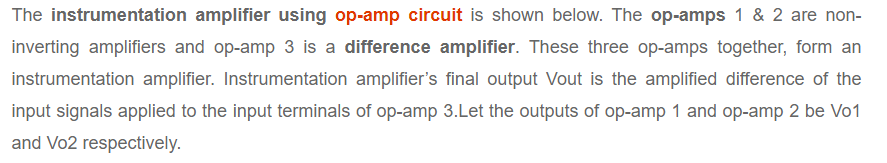 The instrumentation amplifier using op-amp circuit is shown below. The op-amps 1 & 2 are non-
inverting amplifiers and op-amp 3 is a difference amplifier. These three op-amps together, form an
instrumentation amplifier. Instrumentation amplifier's final output Vout is the amplified difference of the
input signals applied to the input terminals of op-amp 3.Let the outputs of op-amp 1 and op-amp 2 be Vo1
and Vo2 respectively.